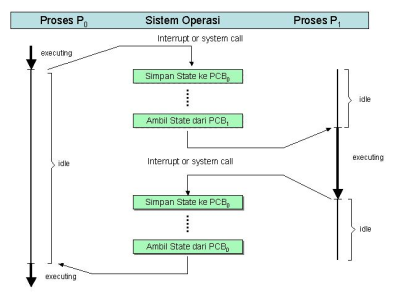 Proses P₀ Sistem Operasi Proses P₁
Interrupt or system call
executing
Simpan State ke PCB₀
idle
Ambil State dari PCB₁
idle
Interrupt or system call
executing
Simpan State ke PCB₀
idle
Ambil State dari PCB₀
executing